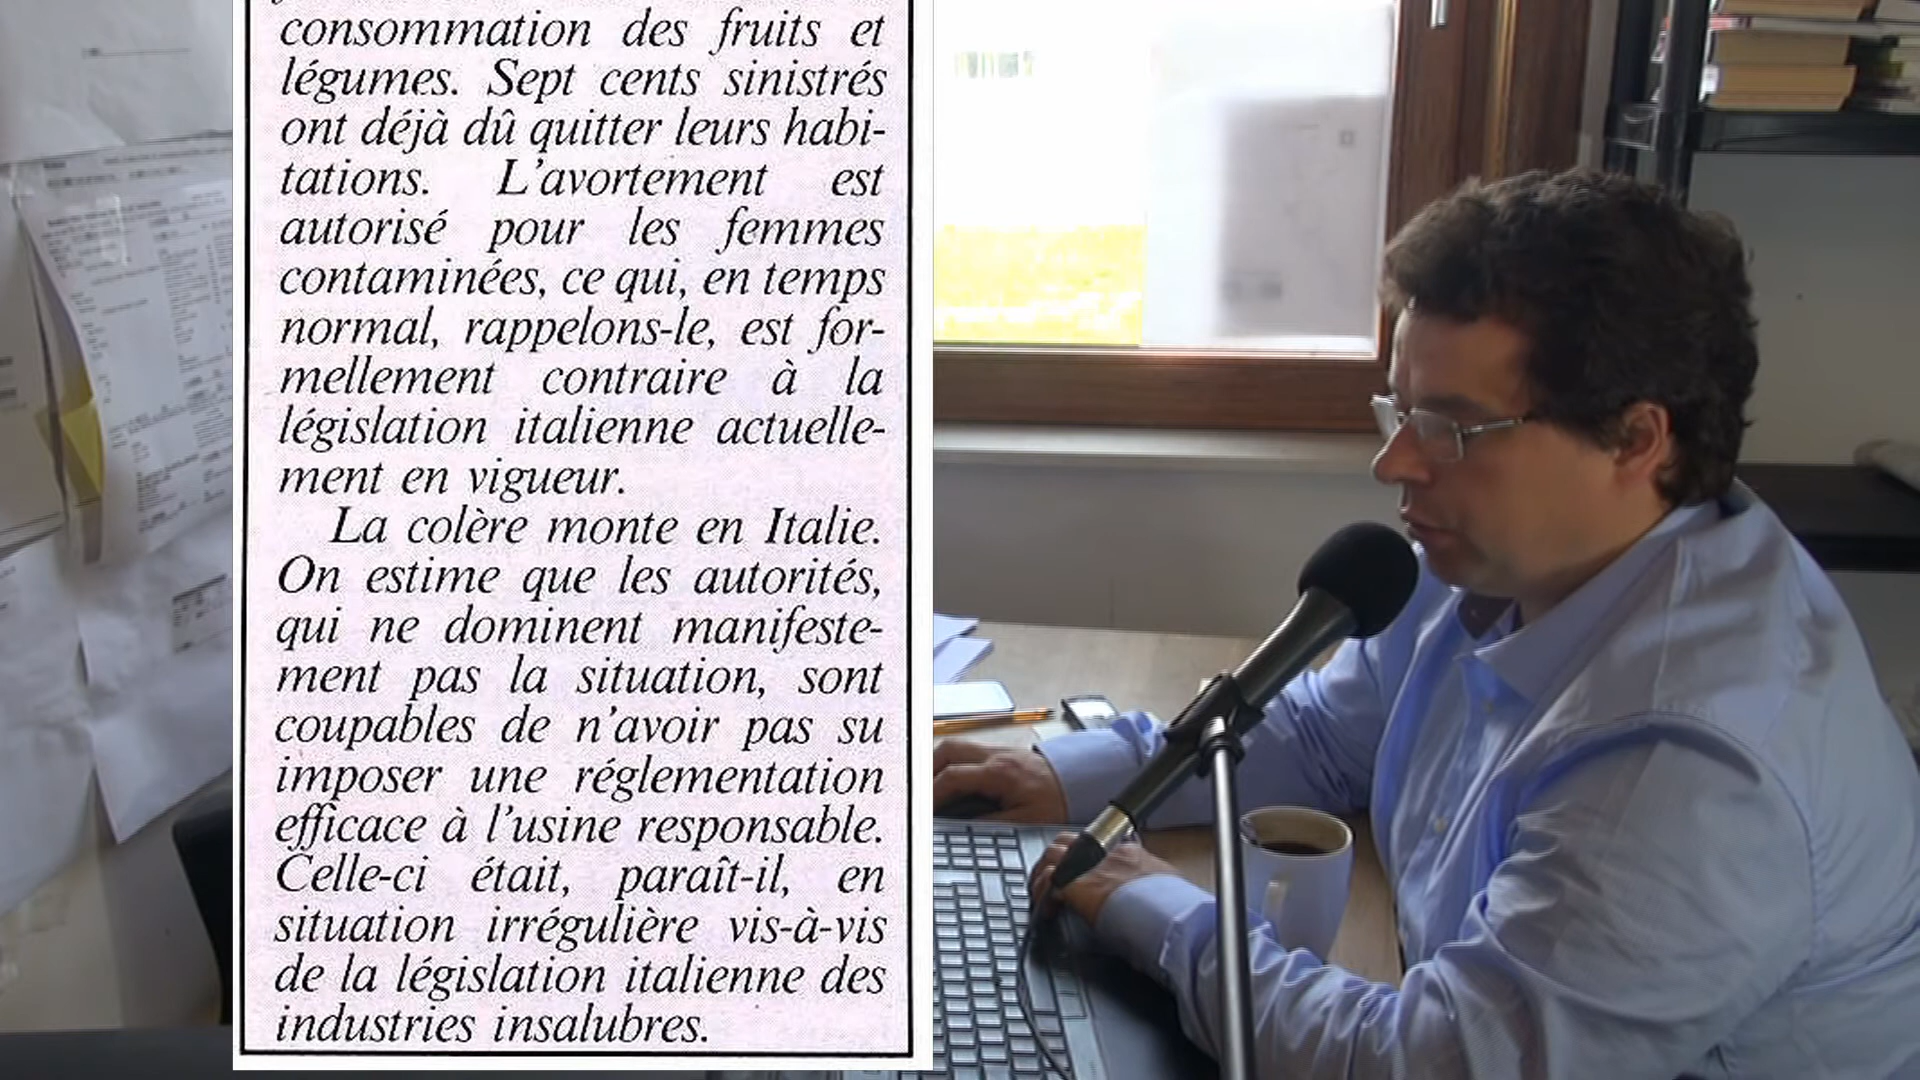 consommation des fruits et
légumes. Sept cents sinistrés
ont déjà dû quitter leurs habi-
tations. L'avortement est
autorisé pour les femmes
contaminées, ce qui, en temps
normal, rappelons-le, est for-
mellement contraire à la
législation italienne actuelle-
ment en vigueur.
La colère monte en Italie.
On estime que les autorités,
qui ne dominent manifeste-
ment pas la situation, sont
coupables de n'avoir pas su
imposer une réglementation
efficace à l'usine responsable.
Celle-ci était, paraît-il, en
situation irrégulière vis-à-vis
de la législation italienne des
industries insalubres.